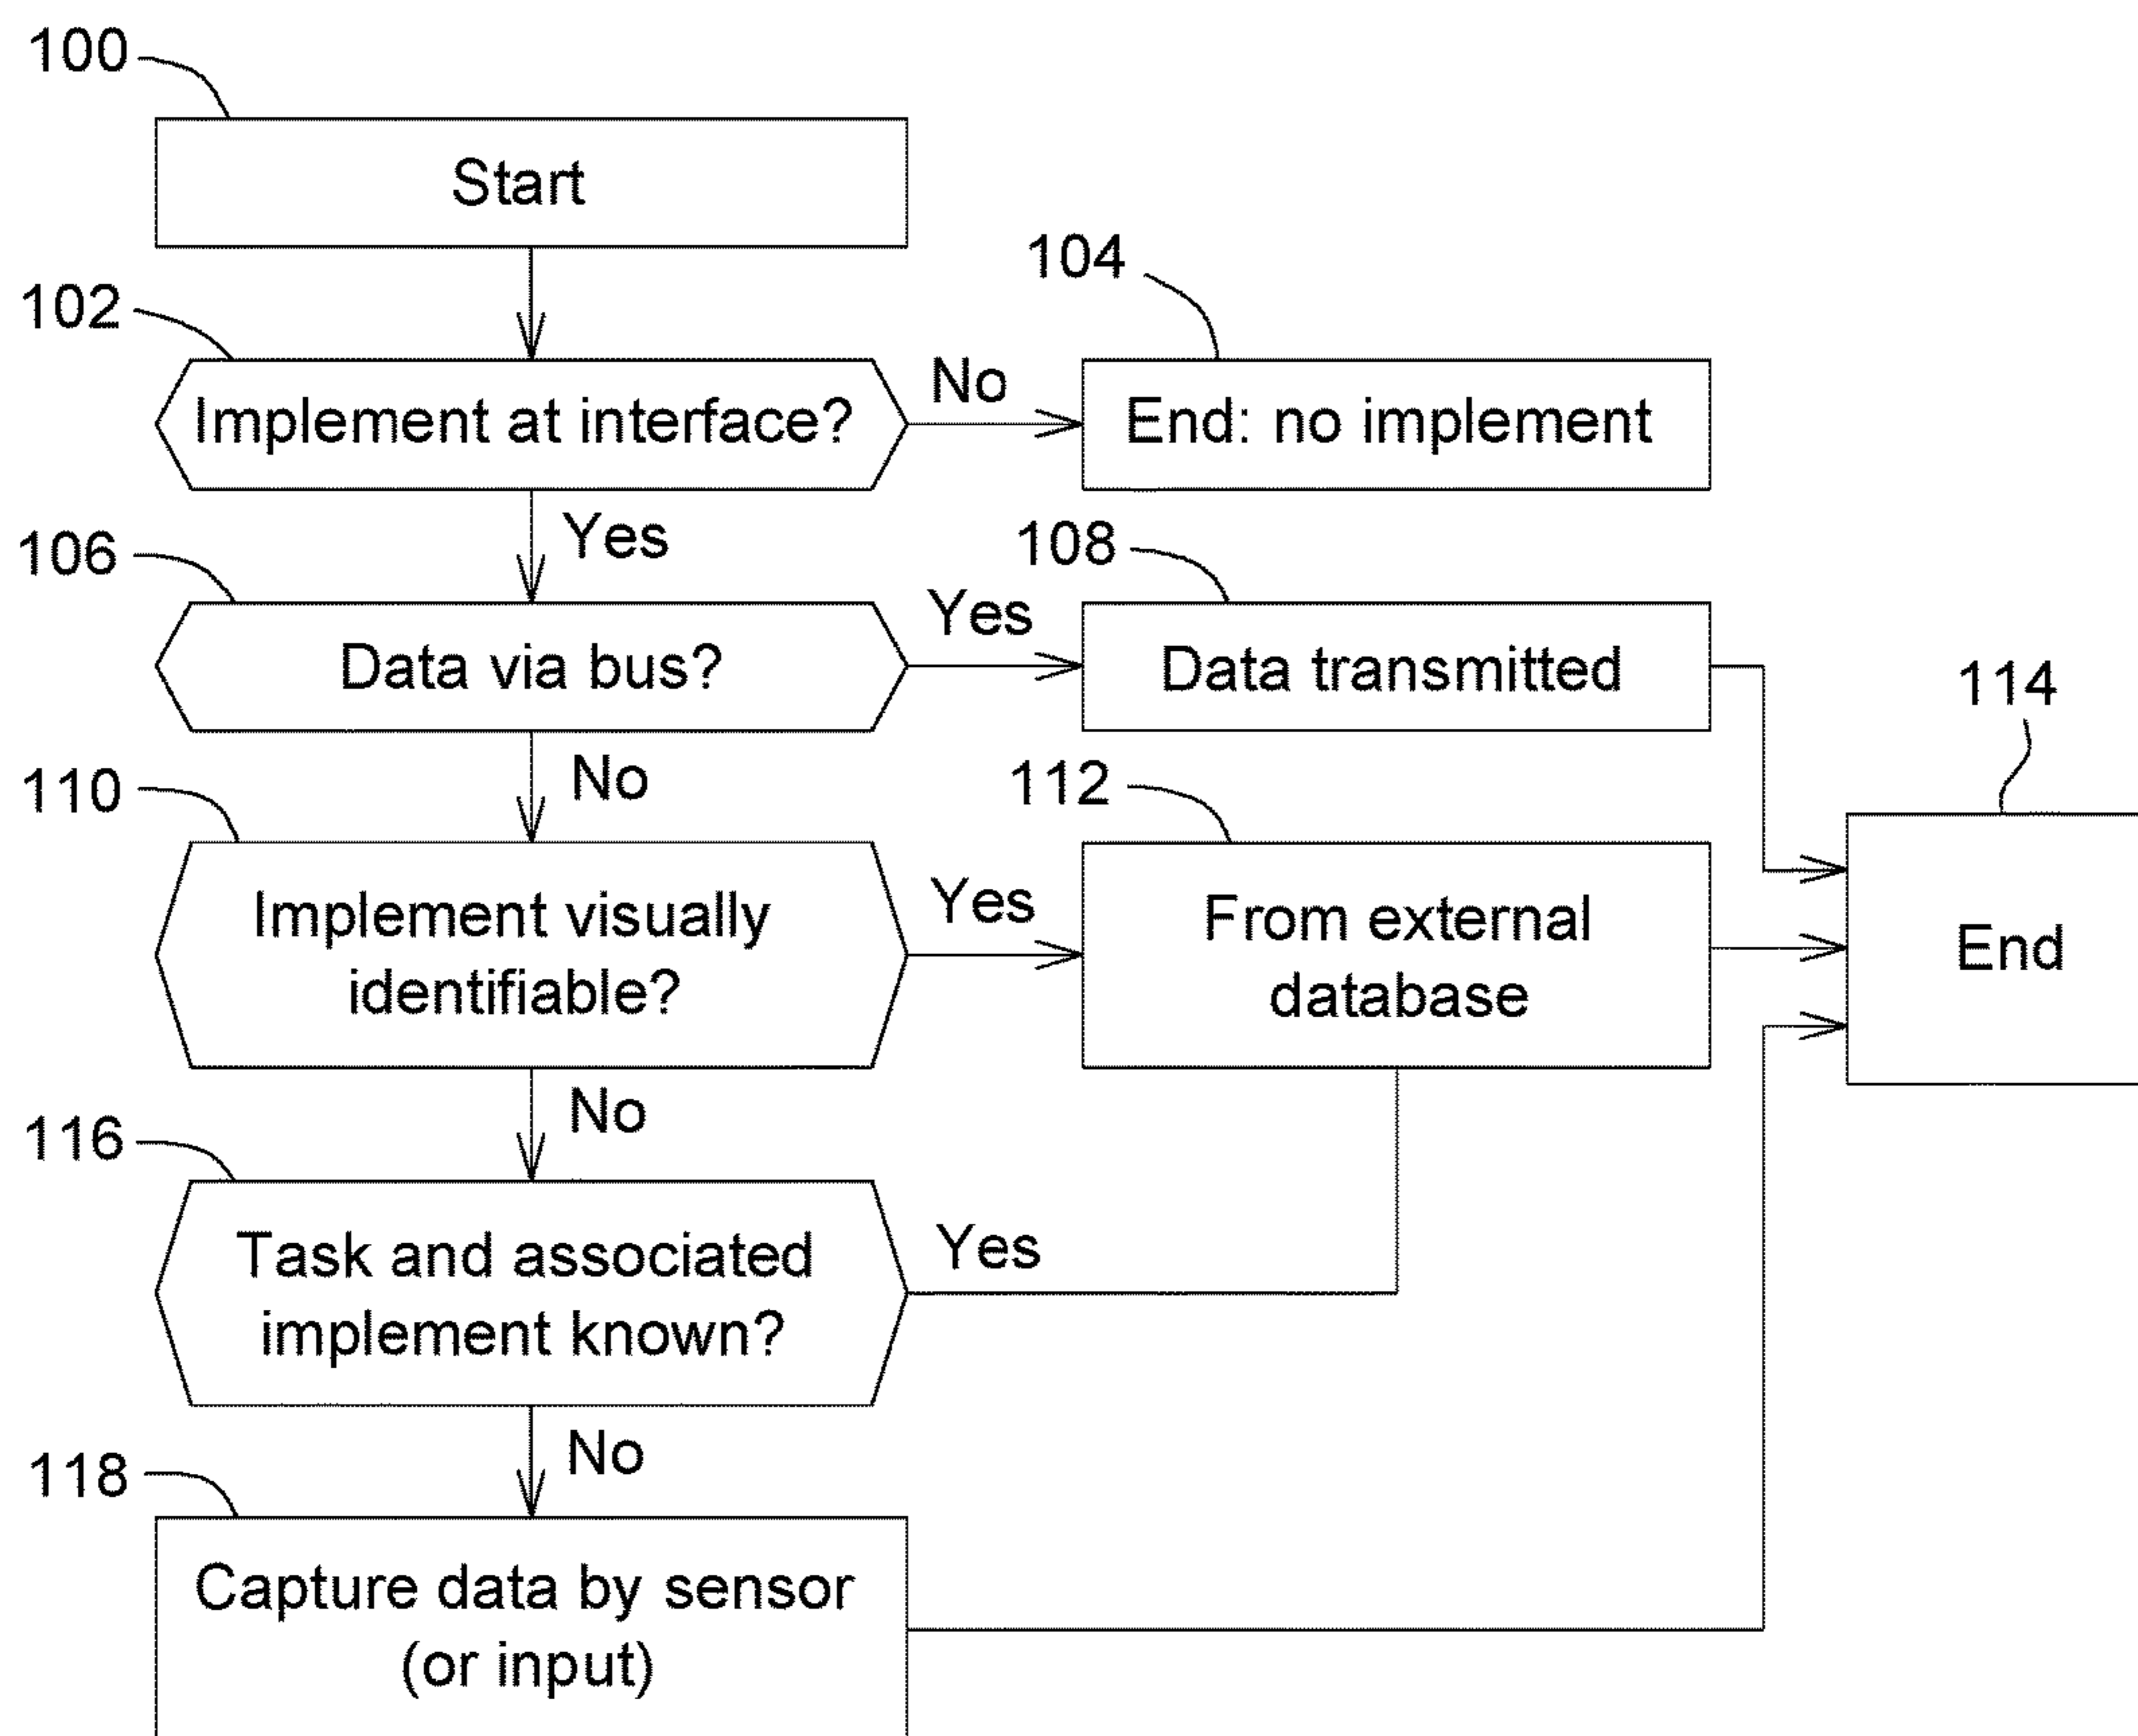 100
Start
102
Implement at interface?
No
104
End: no implement
Yes
106
Data via bus?
Yes
108
Data transmitted
114
End
No
110
Implement visually
identifiable?
Yes
112
From external
database
No
116
Task and associated
implement known?
Yes
No
118
Capture data by sensor
(or input)